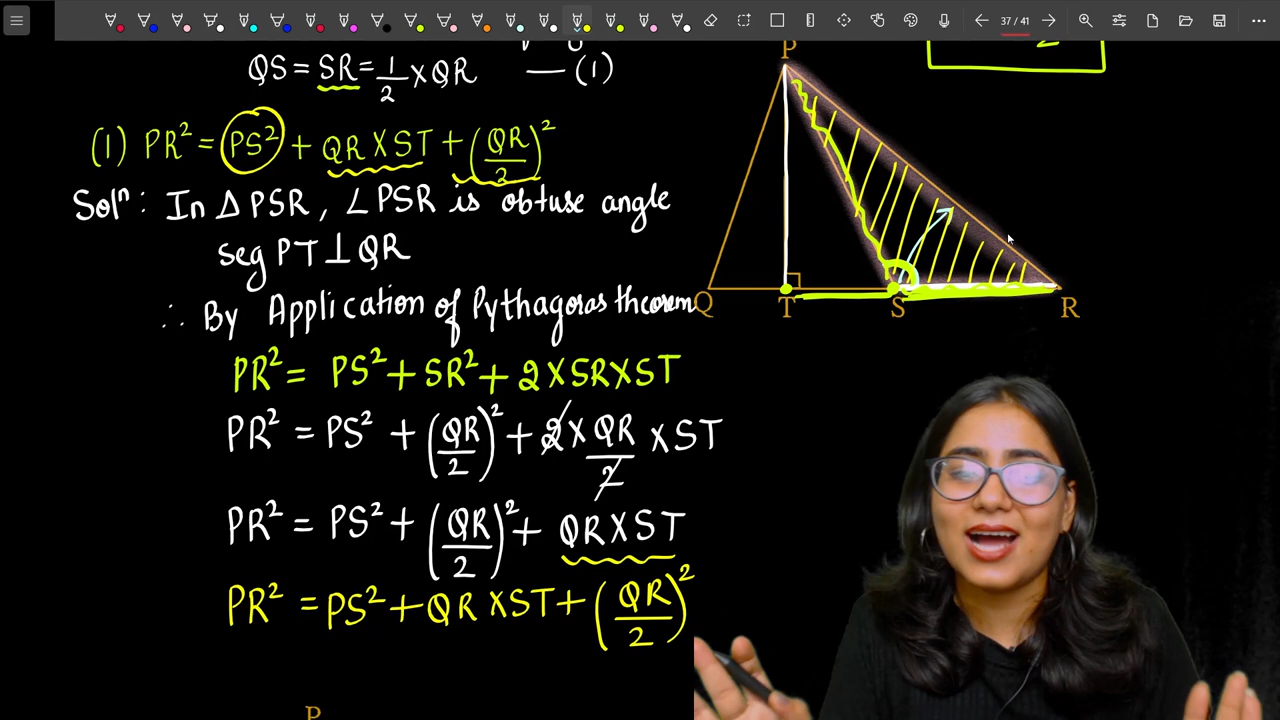 37 / 41
QS = SR = 1/2 × QR — (1)
(1) PR² = PS² + QR × ST + (QR/2)²
Solⁿ : In Δ PSR, ∠PSR is obtuse angle
seg PT ⊥ QR
∴ By Application of Pythagoras theorem
PR² = PS² + SR² + 2 × SR × ST
PR² = PS² + (QR/2)² + 2 × QR/2 × ST
PR² = PS² + (QR/2)² + QR × ST
PR² = PS² + QR × ST + (QR/2)²
P
2
P
Q T S R